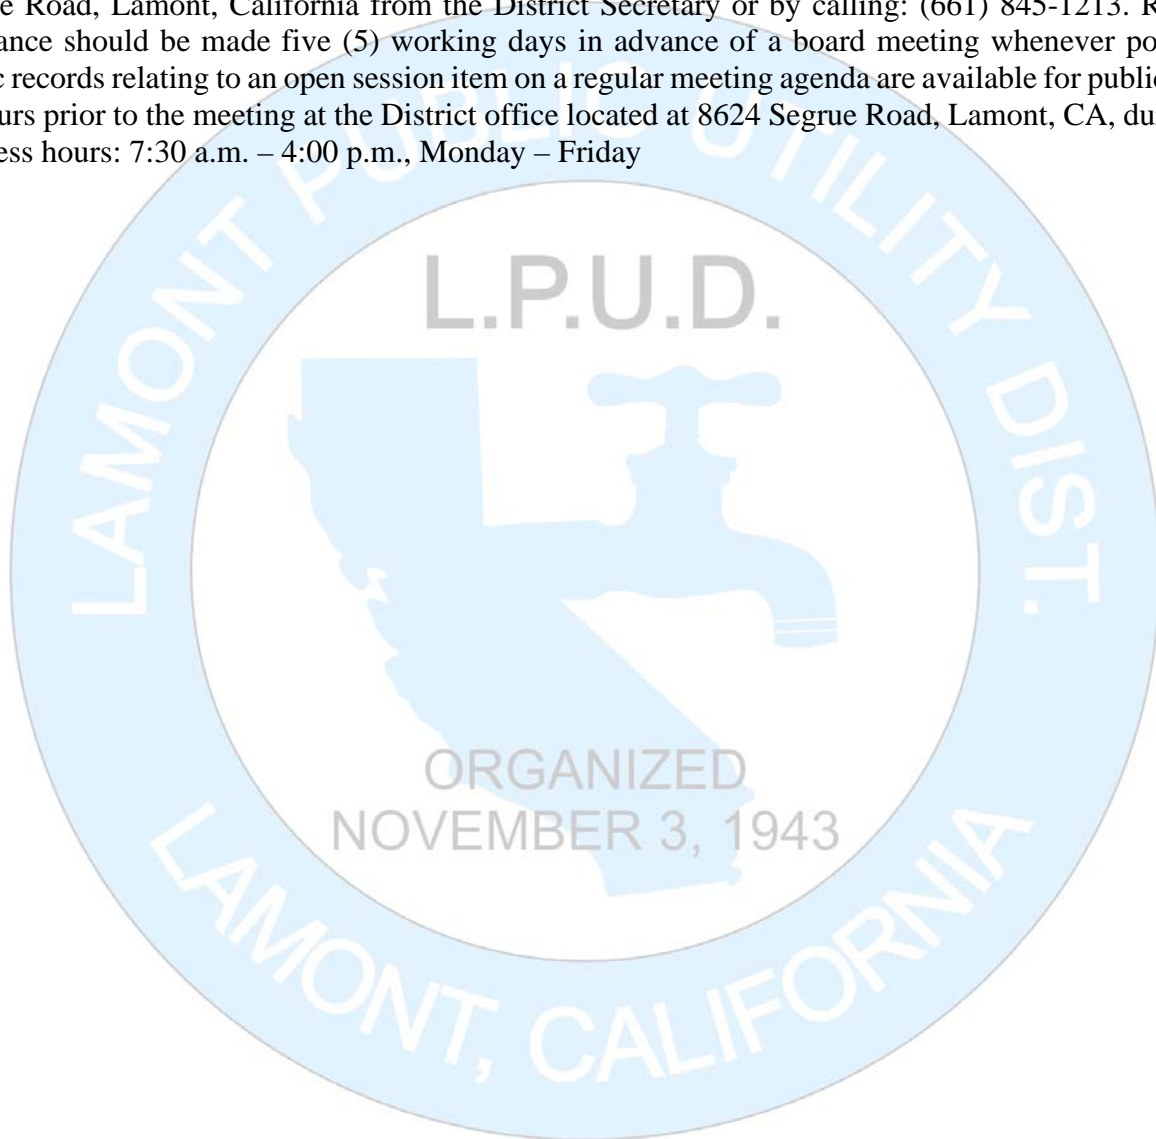 e Road, Lamont, California from the District Secretary or by calling: (661) 845-1213. R
ance should be made five (5) working days in advance of a board meeting whenever po
c records relating to an open session item on a regular meeting agenda are available for public
urs prior to the meeting at the District office located at 8624 Segrue Road, Lamont, CA, du
ess hours: 7:30 a.m. – 4:00 p.m., Monday – Friday
LAMONT PUBLIC UTILITY DIST.
L.P.U.D.
ORGANIZED
NOVEMBER 3, 1943
LAMONT, CALIFORNIA